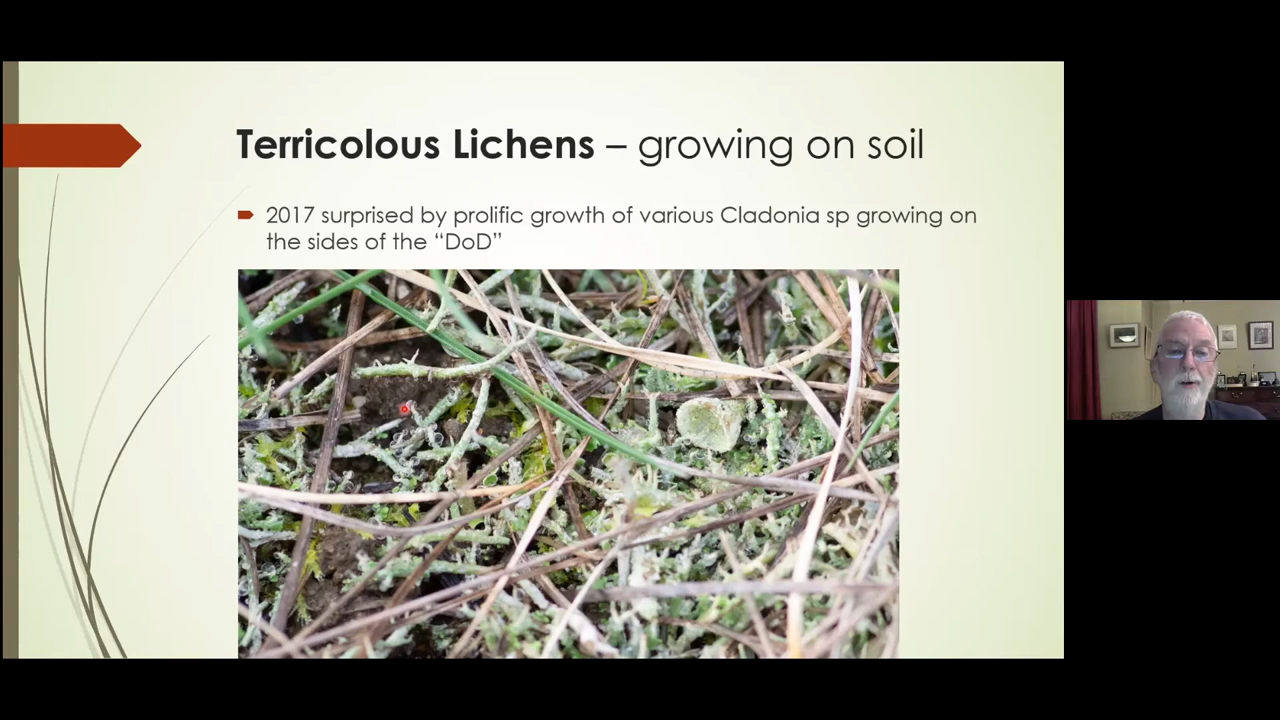 Terricolous Lichens – growing on soil
2017 surprised by prolific growth of various Cladonia sp growing on
the sides of the “DoD”